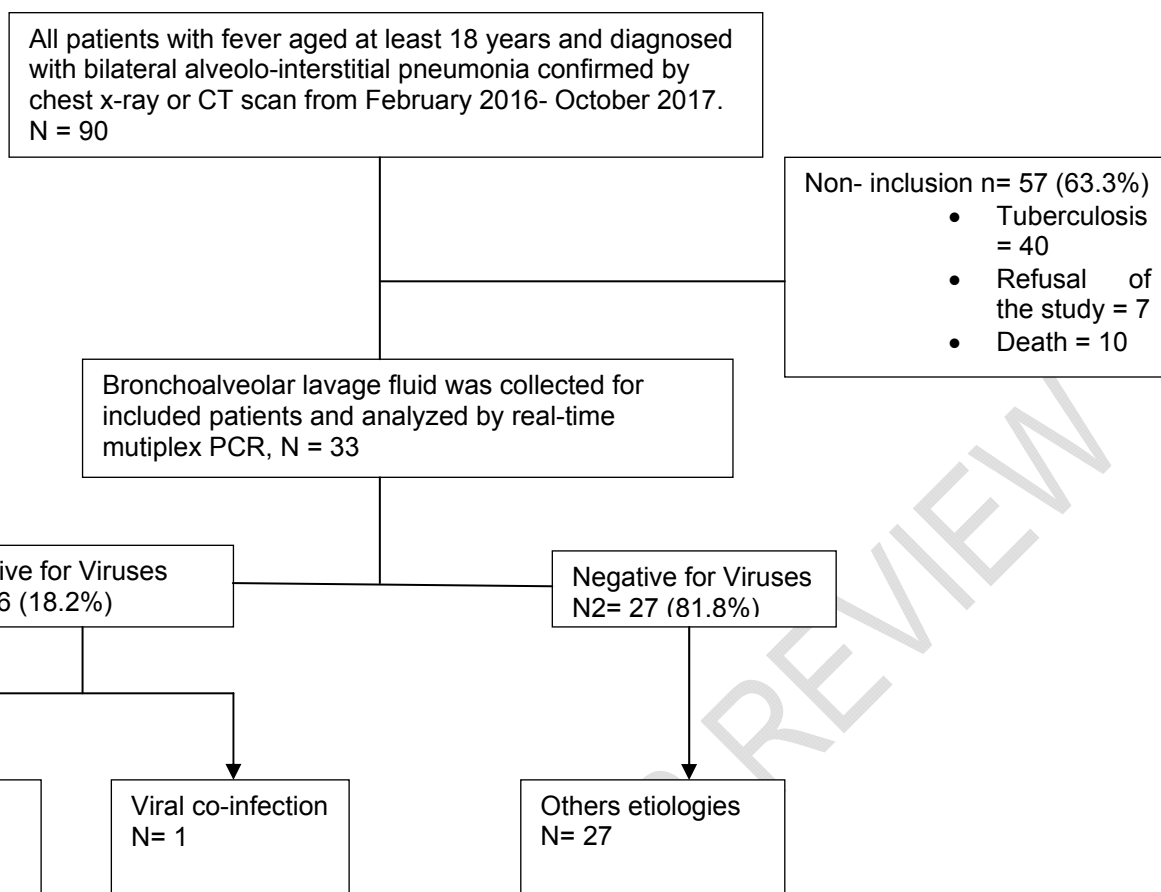 All patients with fever aged at least 18 years and diagnosed
with bilateral alveolo-interstitial pneumonia confirmed by
chest x-ray or CT scan from February 2016- October 2017.
N = 90
Non- inclusion n= 57 (63.3%)
• Tuberculosis
= 40
• Refusal of
the study = 7
• Death = 10
Bronchoalveolar lavage fluid was collected for
included patients and analyzed by real-time
mutiplex PCR, N = 33
ive for Viruses
6 (18.2%)
Negative for Viruses
N2= 27 (81.8%)
Viral co-infection
N= 1
Others etiologies
N= 27
REVIEW